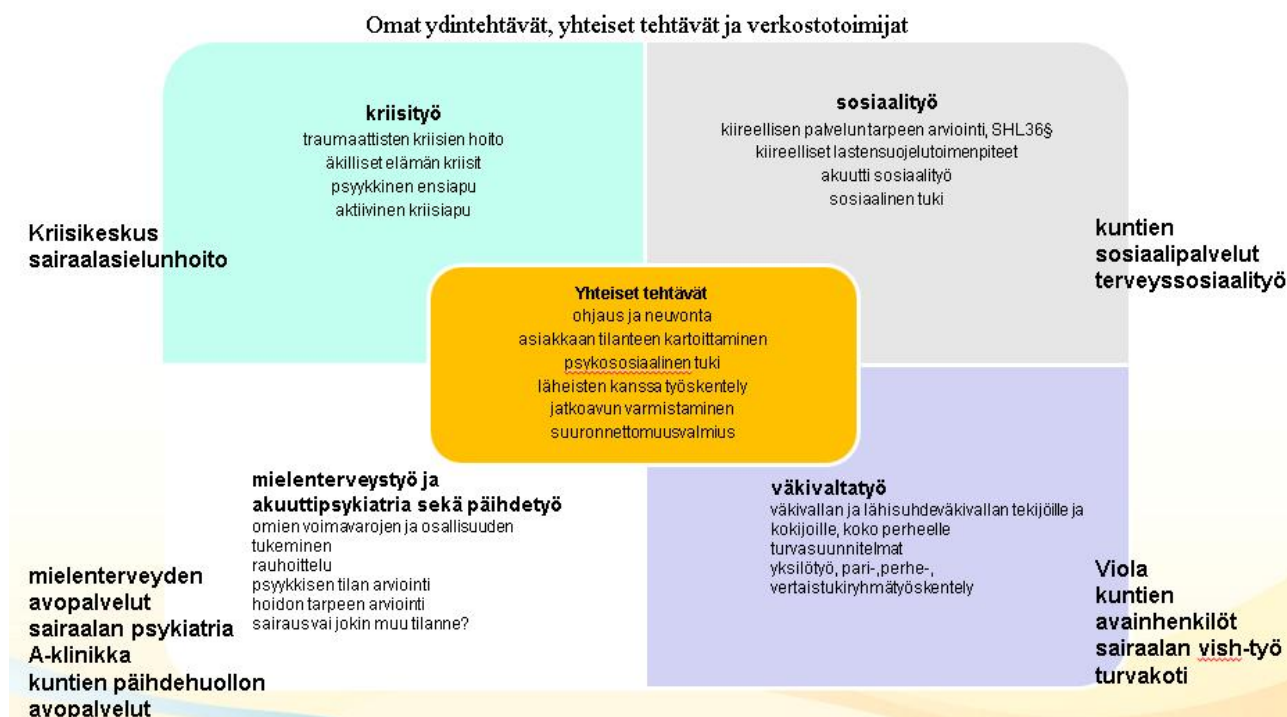 Omat ydintehtävät, yhteiset tehtävät ja verkostotoimijat
kriisityö
traumaattisten kriisien hoito
äkilliset elämän kriisit
psyykkinen ensiapu
aktiivinen kriisiapu
sosiaalityö
kiireellisen palvelun tarpeen arviointi, SHL36§
kiireelliset lastensuojelutoimenpiteet
akuutti sosiaalityö
sosiaalinen tuki
Kriisikeskus
sairaalasielunhoito
kuntien
sosiaalipalvelut
terveyssosiaalityö
Yhteiset tehtävät
ohjaus ja neuvonta
asiakkaan tilanteen kartoittaminen
psykososiaalinen tuki
läheisten kanssa työskentely
jatkoavun varmistaminen
suuronnettomuusvalmius
mielenterveystyö ja
akuuttipsykiatria sekä päihdetyö
omien voimavarojen ja osallisuuden
tukeminen
rauhoittelu
psyykkisen tilan arviointi
hoidon tarpeen arviointi
sairaus vai jokin muu tilanne?
väkivaltatyö
väkivallan ja lähisuhdeväkivallan tekijöille ja
kokijoille, koko perheelle
turvasuunnitelmat
yksilötyö, pari-,perhe-,
vertaistukiryhmätyöskentely
mielenterveyden
avopalvelut
sairaalan psykiatria
A-klinikka
kuntien päihdehuollon
avopalvelut
Viola
kuntien
avainhenkilöt
sairaalan vish-työ
turvakoti